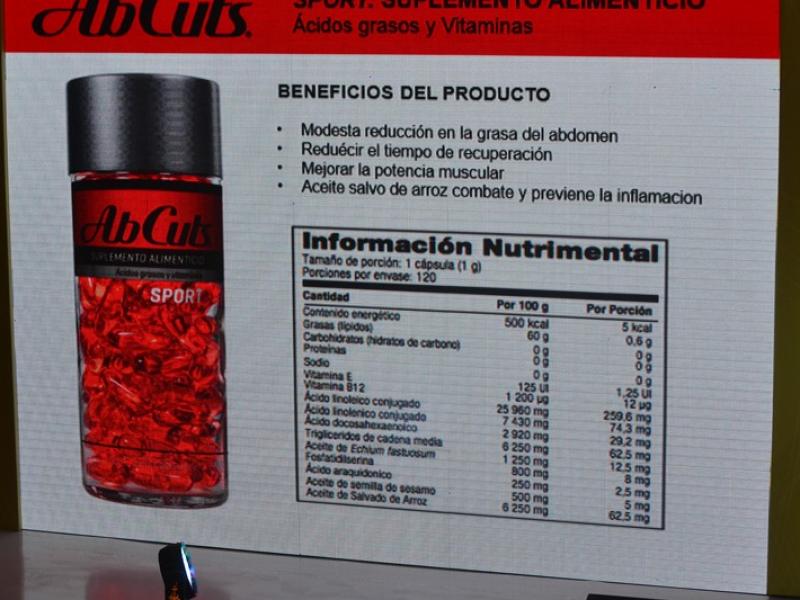 AbCuts®
SPORT. SUPLEMENTO ALIMENTICIO
Ácidos grasos y Vitaminas
BENEFICIOS DEL PRODUCTO
• Modesta reducción en la grasa del abdomen
• Reduécir el tiempo de recuperación
• Mejorar la potencia muscular
• Aceite salvo de arroz combate y previene la inflamacion
AbCuts
SUPLEMENTO ALIMENTICIO
Ácidos grasos y vitaminas
SPORT
Información Nutrimental
Tamaño de porción: 1 cápsula (1 g)
Porciones por envase: 120
Cantidad Por 100 g Por Porción
Contenido energético 500 kcal 5 kcal
Grasas (lípidos) 60 g 0,6 g
Carbohidratos (hidratos de carbono) 0 g 0 g
Proteínas 0 g 0 g
Sodio 0 g 0 g
Vitamina E 125 UI 1,25 UI
Vitamina B12 1 200 µg 12 µg
Ácido linoleico conjugado 25 960 mg 259,6 mg
Ácido linolenico conjugado 7 430 mg 74,3 mg
Ácido docosahexaenoico 2 920 mg 29,2 mg
Triglicéridos de cadena media 6 250 mg 62,5 mg
Aceite de Echium fastuosum 1 250 mg 12,5 mg
Fosfatidilserina 800 mg 8 mg
Ácido araquidonico 250 mg 2,5 mg
Aceite de semilla de sesamo 500 mg 5 mg
Aceite de Salvado de Arroz 6 250 mg 62,5 mg